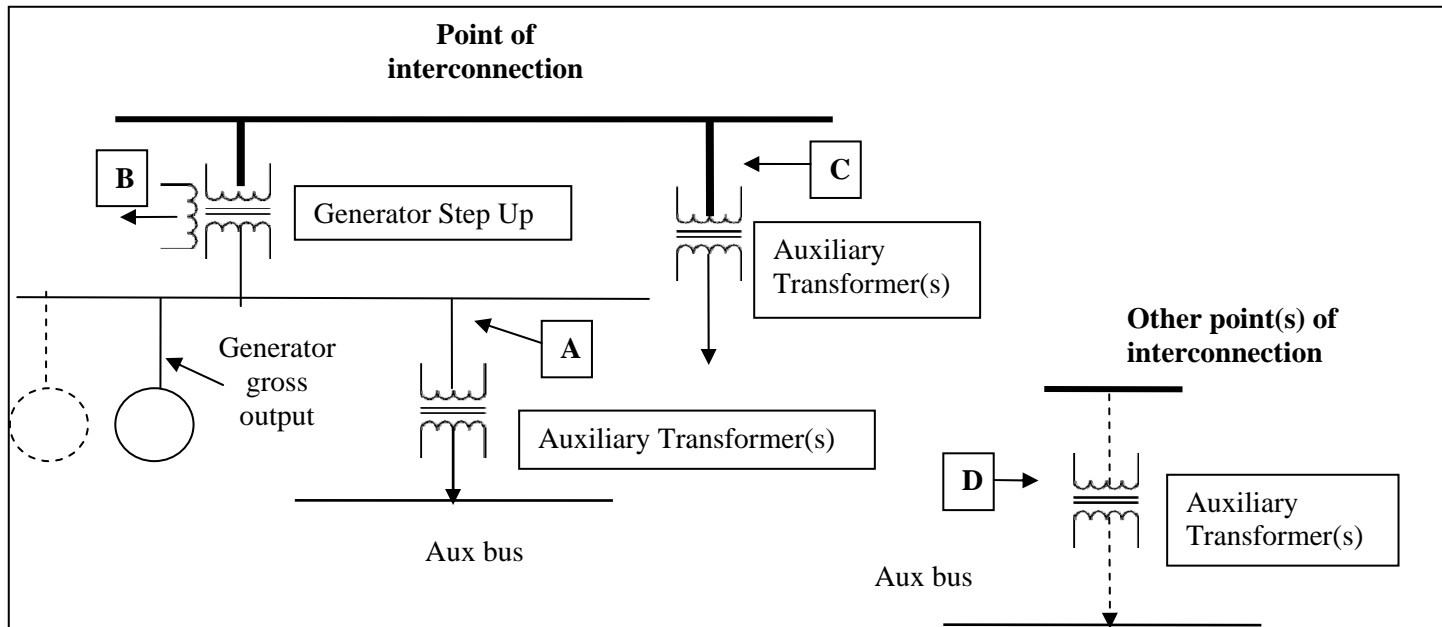 Point of
interconnection
B
C
Generator Step Up
Auxiliary
Transformer(s)
Other point(s) of
interconnection
Generator
gross
output
A
Auxiliary Transformer(s)
D
Auxiliary
Transformer(s)
Aux bus
Aux bus